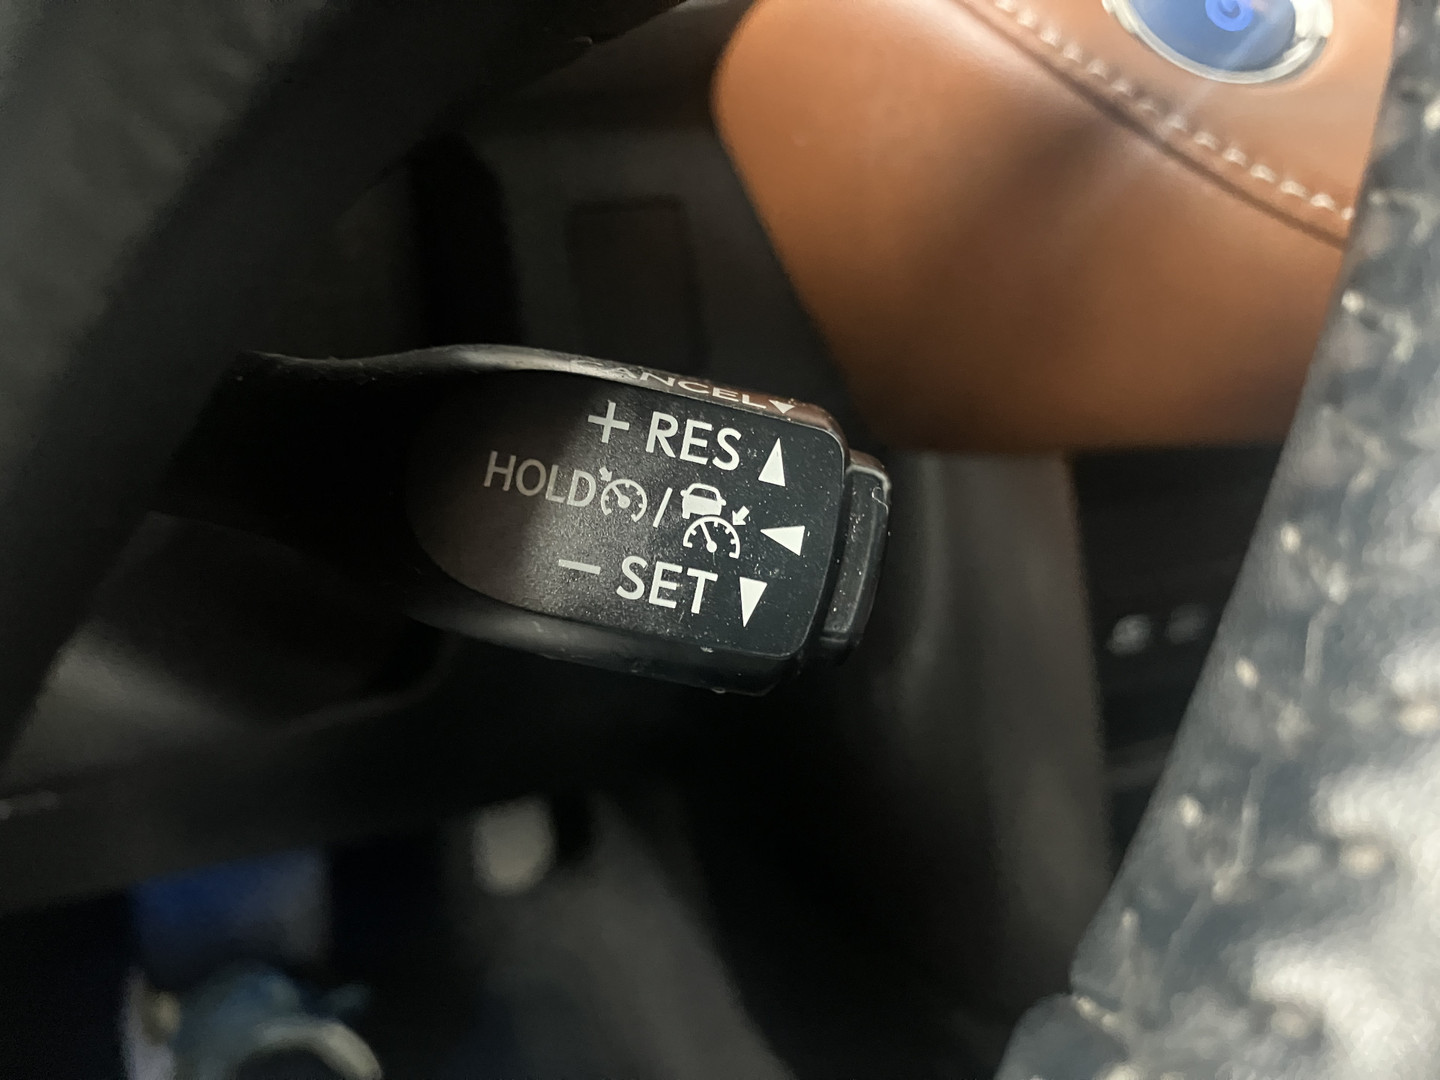 CANCEL▼
+ RES ▲
HOLD / ◀
− SET ▼